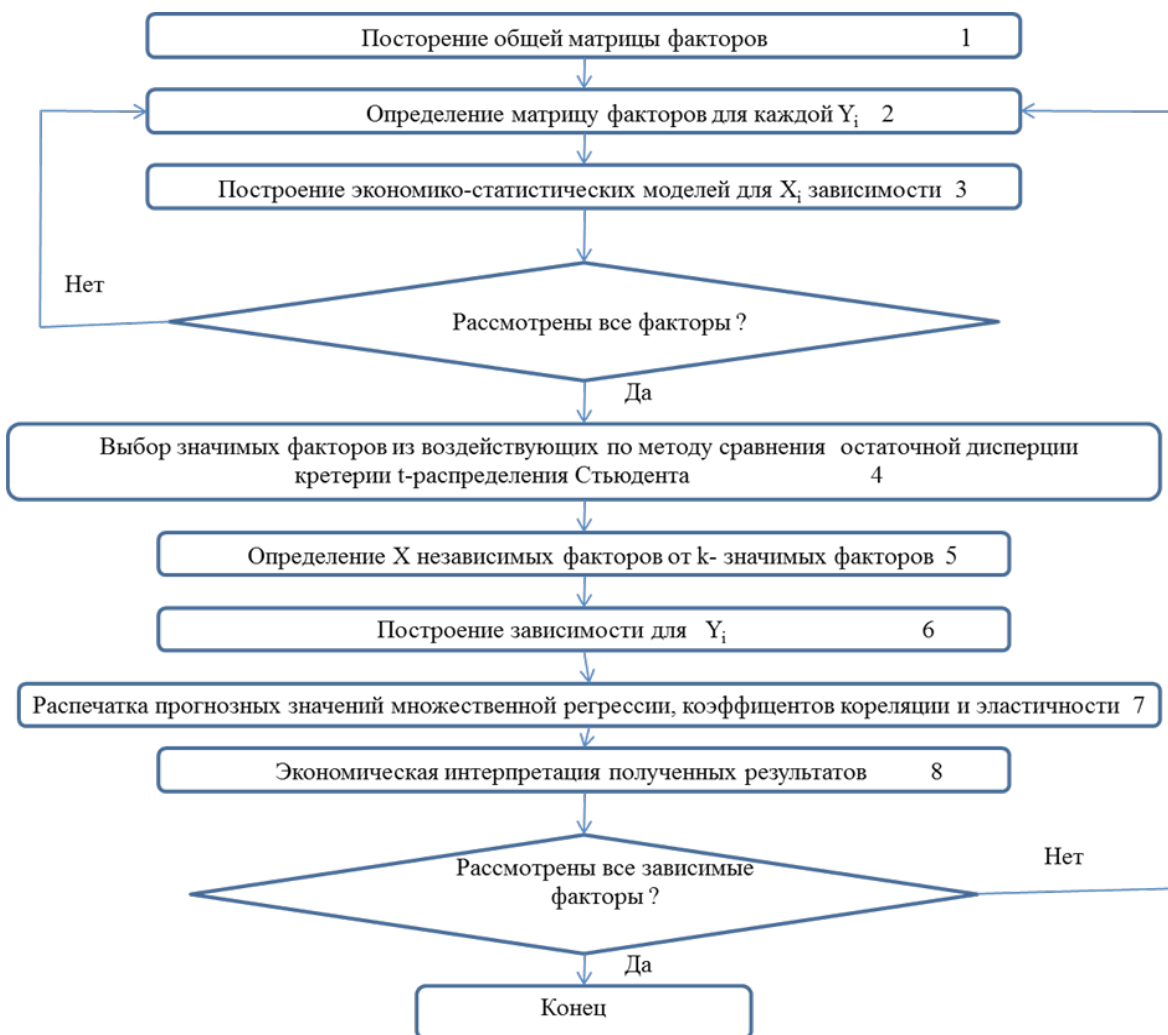 Посторение общей матрицы факторов 1
Определение матрицу факторов для каждой Yi 2
Построение экономико-статистических моделей для Xi зависимости 3
Нет
Рассмотрены все факторы ?
Да
Выбор значимых факторов из воздействующих по методу сравнения остаточной дисперции
кретерии t-распределения Стьюдента 4
Определение X независимых факторов от k- значимых факторов 5
Построение зависимости для Yi 6
Распечатка прогнозных значений множественной регрессии, коэффицентов кореляции и эластичности 7
Экономическая интерпретация полученных результатов 8
Рассмотрены все зависимые
факторы ?
Нет
Да
Конец